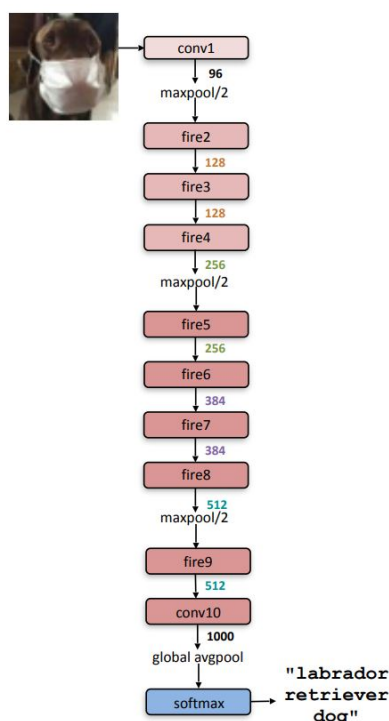 conv1
96
maxpool/2
fire2
128
fire3
128
fire4
256
maxpool/2
fire5
256
fire6
384
fire7
384
fire8
512
maxpool/2
fire9
512
conv10
1000
global avgpool
softmax
"labrador
retriever
dog"